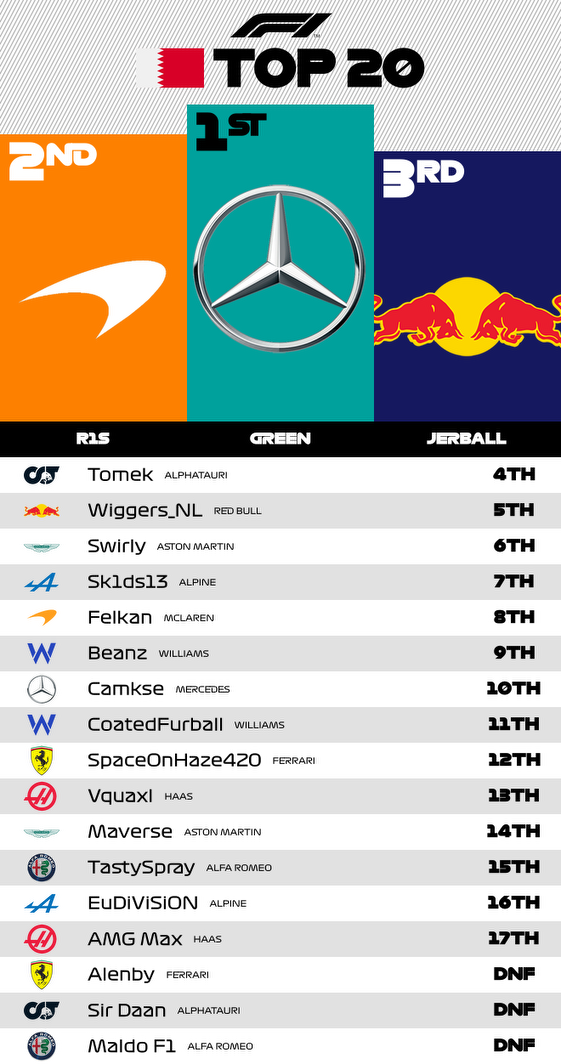 F1
TOP 20
1ST
2ND
3RD
R1S GREEN JERBALL
Tomek ALPHATAURI 4TH
Wiggers_NL RED BULL 5TH
Swirly ASTON MARTIN 6TH
Sk1ds13 ALPINE 7TH
Felkan MCLAREN 8TH
Beanz WILLIAMS 9TH
Camkse MERCEDES 10TH
CoatedFurball WILLIAMS 11TH
SpaceOnHaze420 FERRARI 12TH
Vquaxl HAAS 13TH
Maverse ASTON MARTIN 14TH
TastySpray ALFA ROMEO 15TH
EuDiViSiON ALPINE 16TH
AMG Max HAAS 17TH
Alenby FERRARI DNF
Sir Daan ALPHATAURI DNF
Maldo F1 ALFA ROMEO DNF